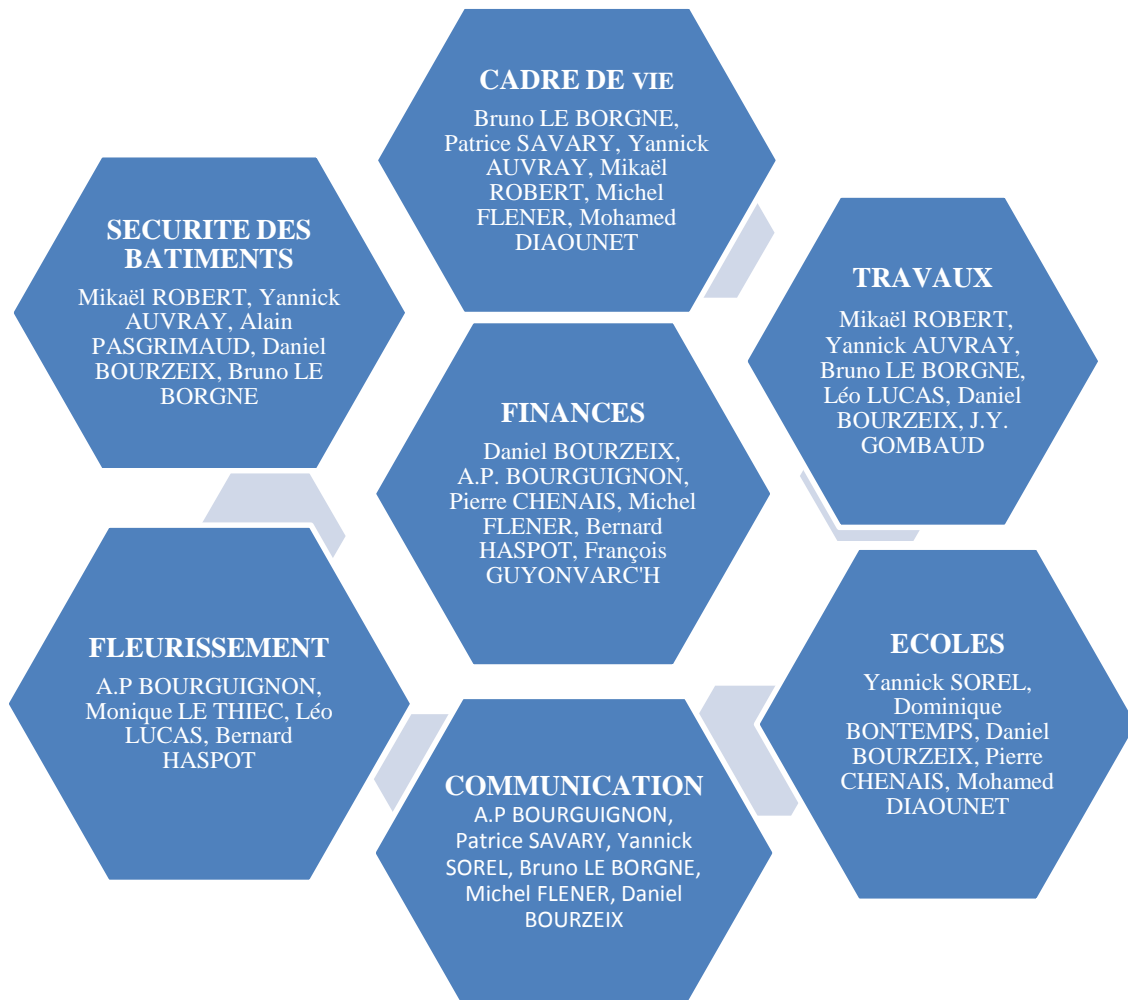 CADRE DE VIE
Bruno LE BORGNE,
Patrice SAVARY, Yannick
AUVRAY, Mikaël
ROBERT, Michel
FLENER, Mohamed
DIAOUNET
SECURITE DES
BATIMENTS
Mikaël ROBERT, Yannick
AUVRAY, Alain
PASGRIMAUD, Daniel
BOURZEIX, Bruno LE
BORGNE
TRAVAUX
Mikaël ROBERT,
Yannick AUVRAY,
Bruno LE BORGNE,
Léo LUCAS, Daniel
BOURZEIX, J.Y.
GOMBAUD
FINANCES
Daniel BOURZEIX,
A.P. BOURGUIGNON,
Pierre CHENAIS, Michel
FLENER, Bernard
HASPOT, François
GUYONVARC'H
FLEURISSEMENT
A.P BOURGUIGNON,
Monique LE THIEC, Léo
LUCAS, Bernard
HASPOT
ECOLES
Yannick SOREL,
Dominique
BONTEMPS, Daniel
BOURZEIX, Pierre
CHENAIS, Mohamed
DIAOUNET
COMMUNICATION
A.P BOURGUIGNON,
Patrice SAVARY, Yannick
SOREL, Bruno LE BORGNE,
Michel FLENER, Daniel
BOURZEIX